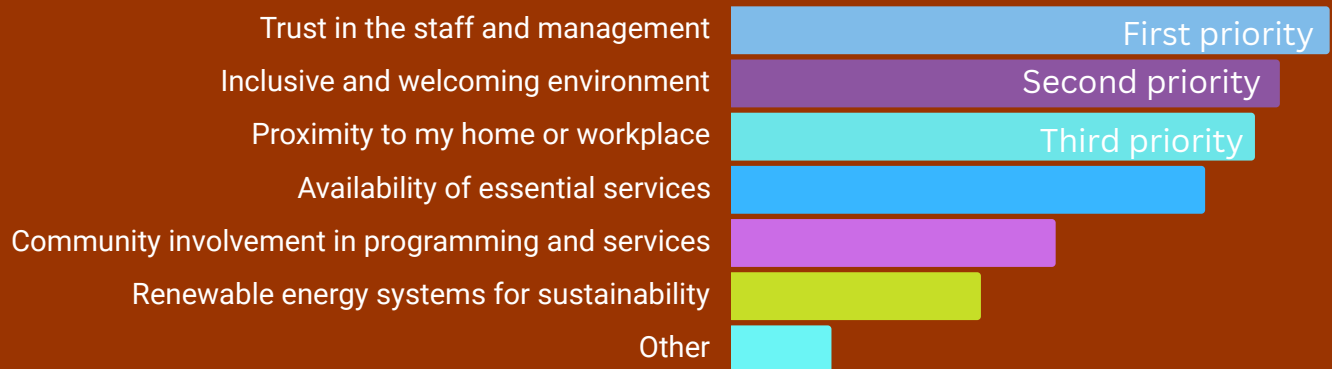 Trust in the staff and management First priority
Inclusive and welcoming environment Second priority
Proximity to my home or workplace Third priority
Availability of essential services
Community involvement in programming and services
Renewable energy systems for sustainability
Other